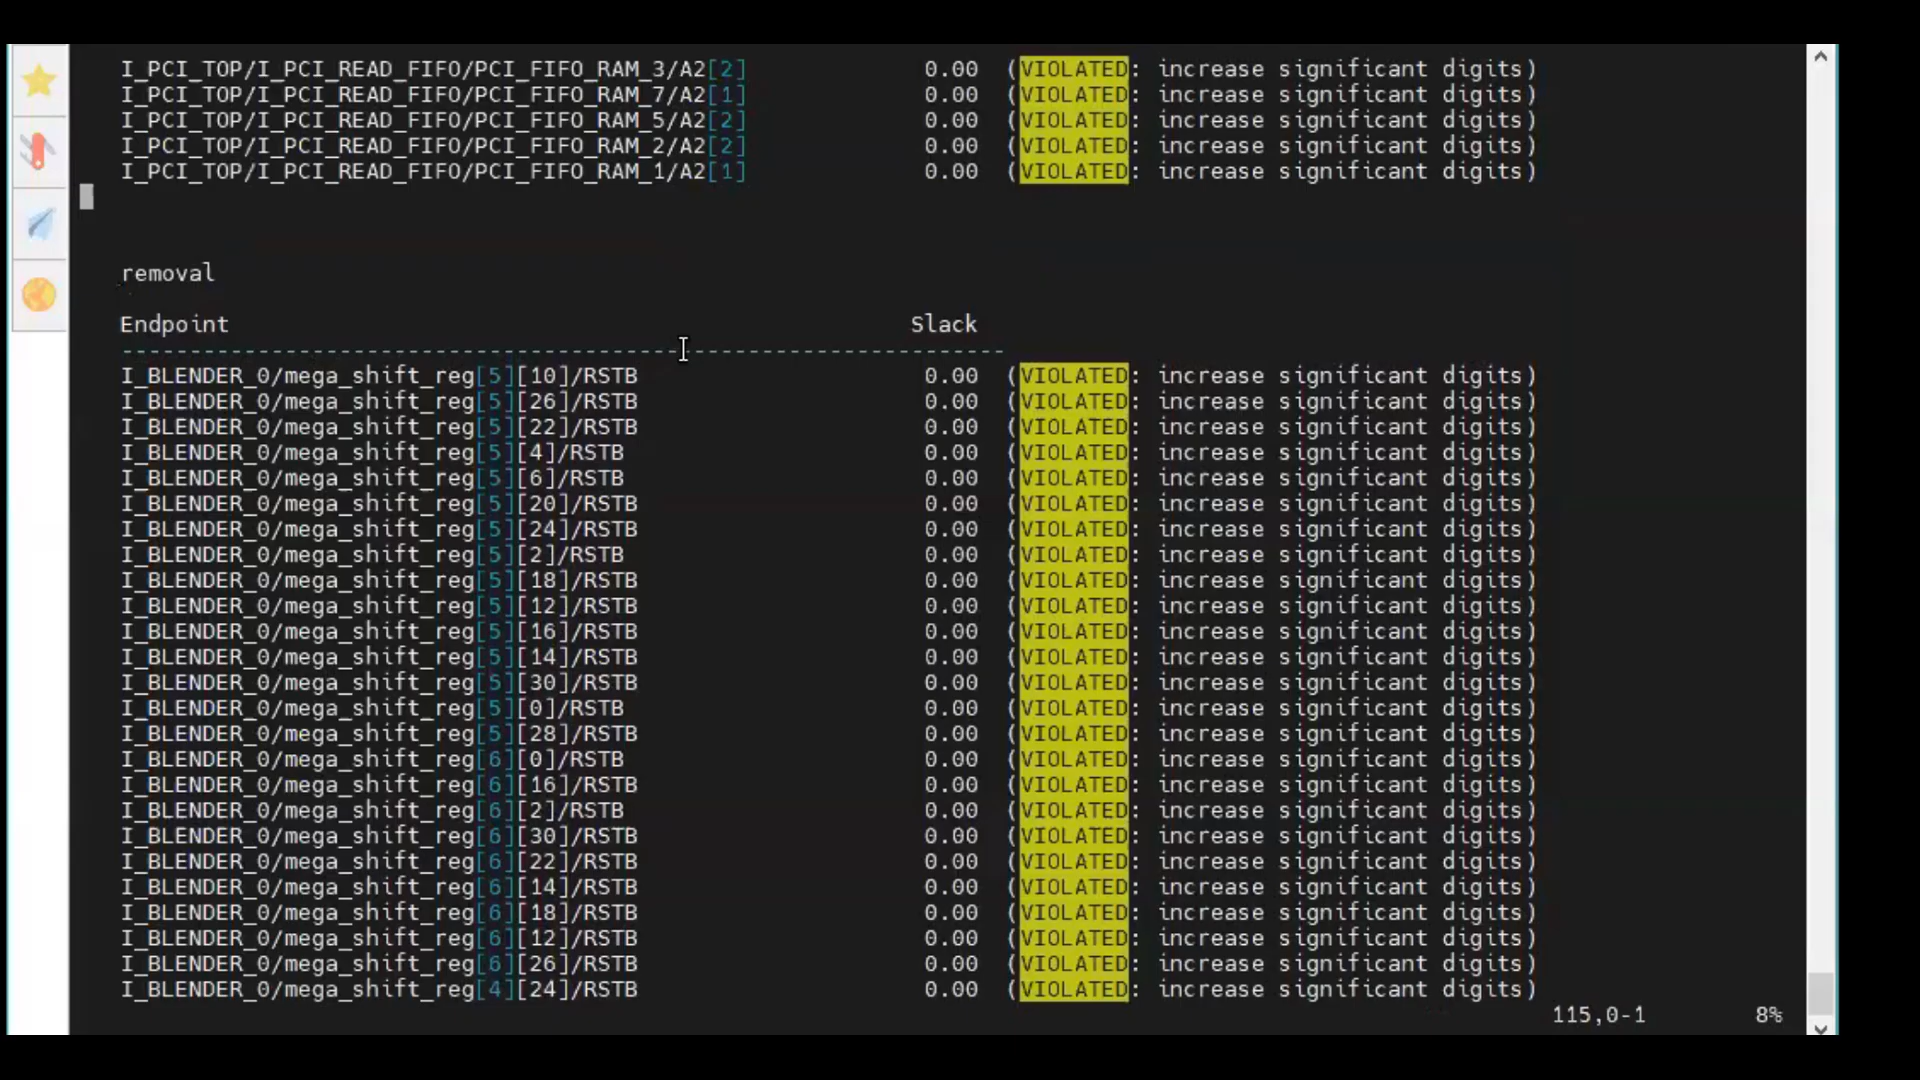 I_PCI_TOP/I_PCI_READ_FIFO/PCI_FIFO_RAM_3/A2[2] 0.00 (VIOLATED: increase significant digits)
I_PCI_TOP/I_PCI_READ_FIFO/PCI_FIFO_RAM_7/A2[1] 0.00 (VIOLATED: increase significant digits)
I_PCI_TOP/I_PCI_READ_FIFO/PCI_FIFO_RAM_5/A2[2] 0.00 (VIOLATED: increase significant digits)
I_PCI_TOP/I_PCI_READ_FIFO/PCI_FIFO_RAM_2/A2[2] 0.00 (VIOLATED: increase significant digits)
I_PCI_TOP/I_PCI_READ_FIFO/PCI_FIFO_RAM_1/A2[1] 0.00 (VIOLATED: increase significant digits)
removal
Endpoint Slack
-----------------------------------------------------------------
I_BLENDER_0/mega_shift_reg[5][10]/RSTB 0.00 (VIOLATED: increase significant digits)
I_BLENDER_0/mega_shift_reg[5][26]/RSTB 0.00 (VIOLATED: increase significant digits)
I_BLENDER_0/mega_shift_reg[5][22]/RSTB 0.00 (VIOLATED: increase significant digits)
I_BLENDER_0/mega_shift_reg[5][4]/RSTB 0.00 (VIOLATED: increase significant digits)
I_BLENDER_0/mega_shift_reg[5][6]/RSTB 0.00 (VIOLATED: increase significant digits)
I_BLENDER_0/mega_shift_reg[5][20]/RSTB 0.00 (VIOLATED: increase significant digits)
I_BLENDER_0/mega_shift_reg[5][24]/RSTB 0.00 (VIOLATED: increase significant digits)
I_BLENDER_0/mega_shift_reg[5][2]/RSTB 0.00 (VIOLATED: increase significant digits)
I_BLENDER_0/mega_shift_reg[5][18]/RSTB 0.00 (VIOLATED: increase significant digits)
I_BLENDER_0/mega_shift_reg[5][12]/RSTB 0.00 (VIOLATED: increase significant digits)
I_BLENDER_0/mega_shift_reg[5][16]/RSTB 0.00 (VIOLATED: increase significant digits)
I_BLENDER_0/mega_shift_reg[5][14]/RSTB 0.00 (VIOLATED: increase significant digits)
I_BLENDER_0/mega_shift_reg[5][30]/RSTB 0.00 (VIOLATED: increase significant digits)
I_BLENDER_0/mega_shift_reg[5][0]/RSTB 0.00 (VIOLATED: increase significant digits)
I_BLENDER_0/mega_shift_reg[5][28]/RSTB 0.00 (VIOLATED: increase significant digits)
I_BLENDER_0/mega_shift_reg[6][0]/RSTB 0.00 (VIOLATED: increase significant digits)
I_BLENDER_0/mega_shift_reg[6][16]/RSTB 0.00 (VIOLATED: increase significant digits)
I_BLENDER_0/mega_shift_reg[6][2]/RSTB 0.00 (VIOLATED: increase significant digits)
I_BLENDER_0/mega_shift_reg[6][30]/RSTB 0.00 (VIOLATED: increase significant digits)
I_BLENDER_0/mega_shift_reg[6][22]/RSTB 0.00 (VIOLATED: increase significant digits)
I_BLENDER_0/mega_shift_reg[6][14]/RSTB 0.00 (VIOLATED: increase significant digits)
I_BLENDER_0/mega_shift_reg[6][18]/RSTB 0.00 (VIOLATED: increase significant digits)
I_BLENDER_0/mega_shift_reg[6][12]/RSTB 0.00 (VIOLATED: increase significant digits)
I_BLENDER_0/mega_shift_reg[6][26]/RSTB 0.00 (VIOLATED: increase significant digits)
I_BLENDER_0/mega_shift_reg[4][24]/RSTB 0.00 (VIOLATED: increase significant digits)
115,0-1 8%